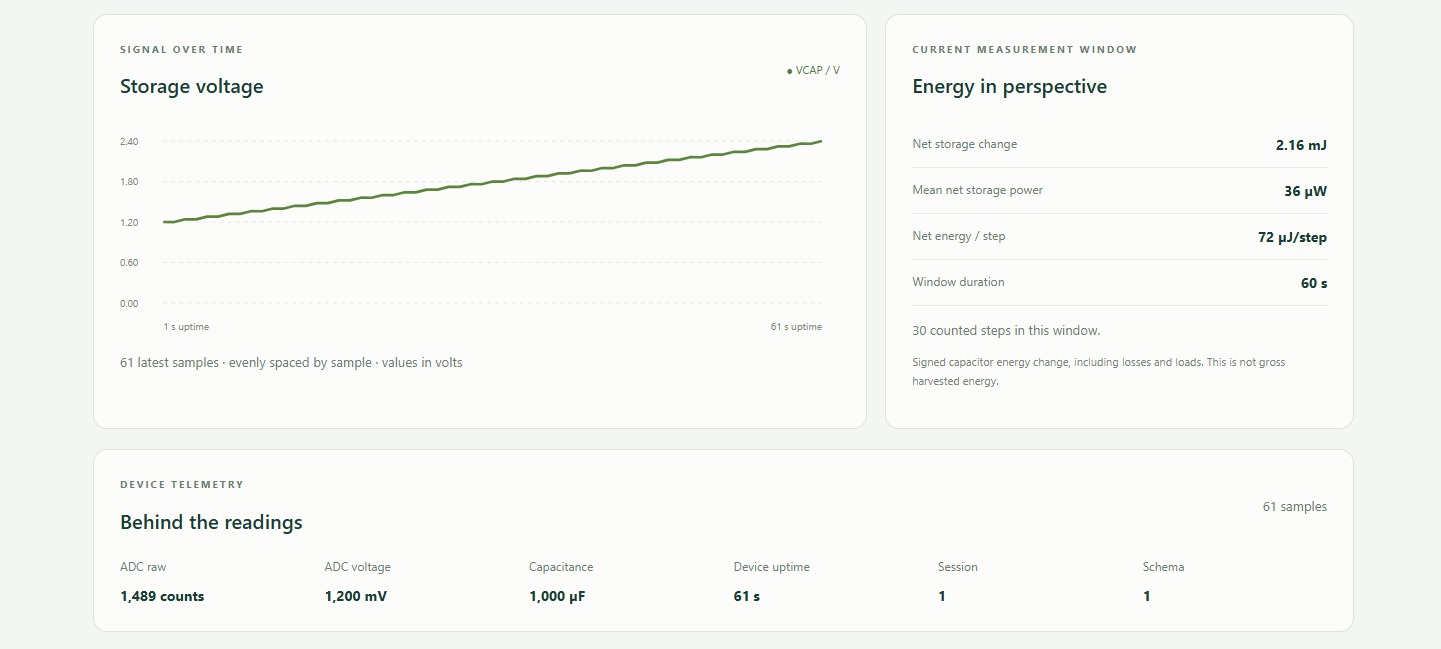 SIGNAL OVER TIME
Storage voltage
● VCAP / V
2.40
1.80
1.20
0.60
0.00
1 s uptime
61 s uptime
61 latest samples · evenly spaced by sample · values in volts
CURRENT MEASUREMENT WINDOW
Energy in perspective
Net storage change 2.16 mJ
Mean net storage power 36 µW
Net energy / step 72 µJ/step
Window duration 60 s
30 counted steps in this window.
Signed capacitor energy change, including losses and loads. This is not gross
harvested energy.
DEVICE TELEMETRY
Behind the readings
61 samples
ADC raw
1,489 counts
ADC voltage
1,200 mV
Capacitance
1,000 µF
Device uptime
61 s
Session
1
Schema
1